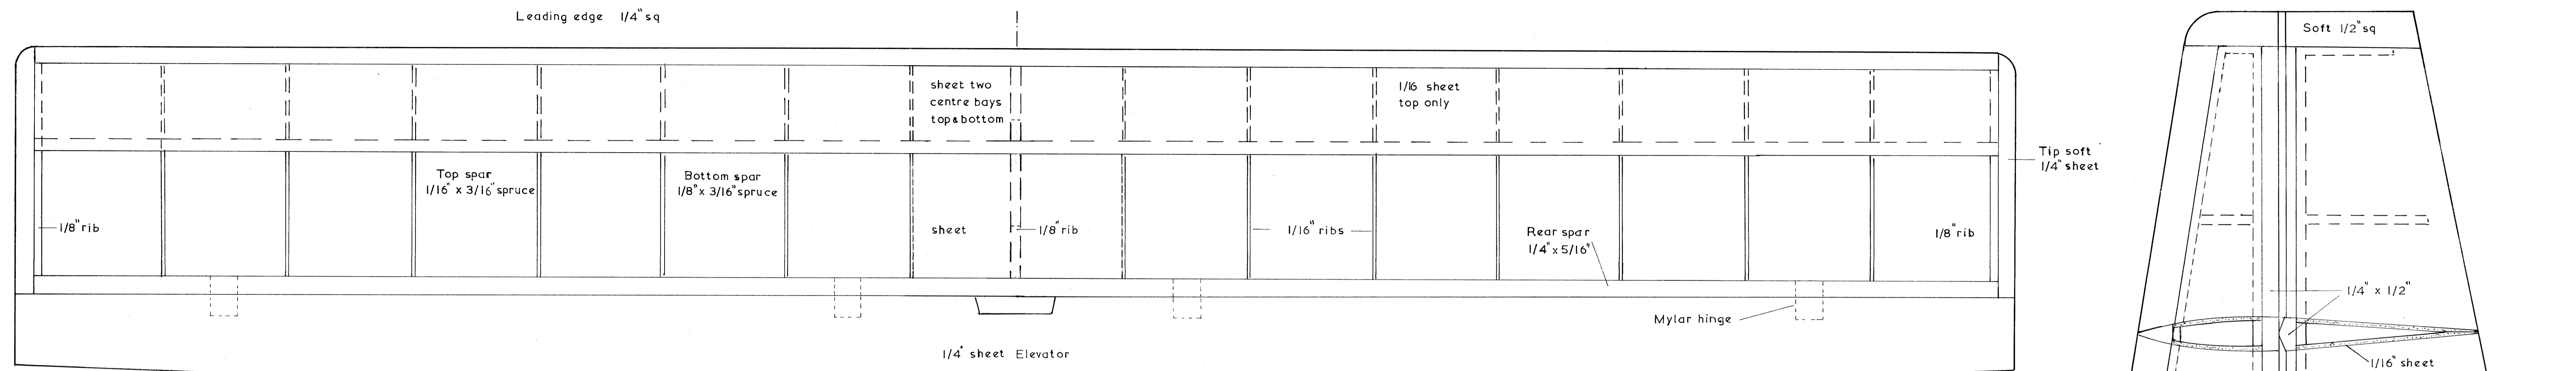 Leading edge 1/4" sq
Soft 1/2" sq
sheet two
centre bays
top & bottom
1/16 sheet
top only
Tip soft
1/4" sheet
Top spar
1/16" x 3/16" spruce
Bottom spar
1/8" x 3/16" spruce
1/8" rib
sheet
1/8" rib
1/16" ribs
Rear spar
1/4" x 5/16"
1/8" rib
1/4" x 1/2"
Mylar hinge
1/4" sheet Elevator
1/16" sheet